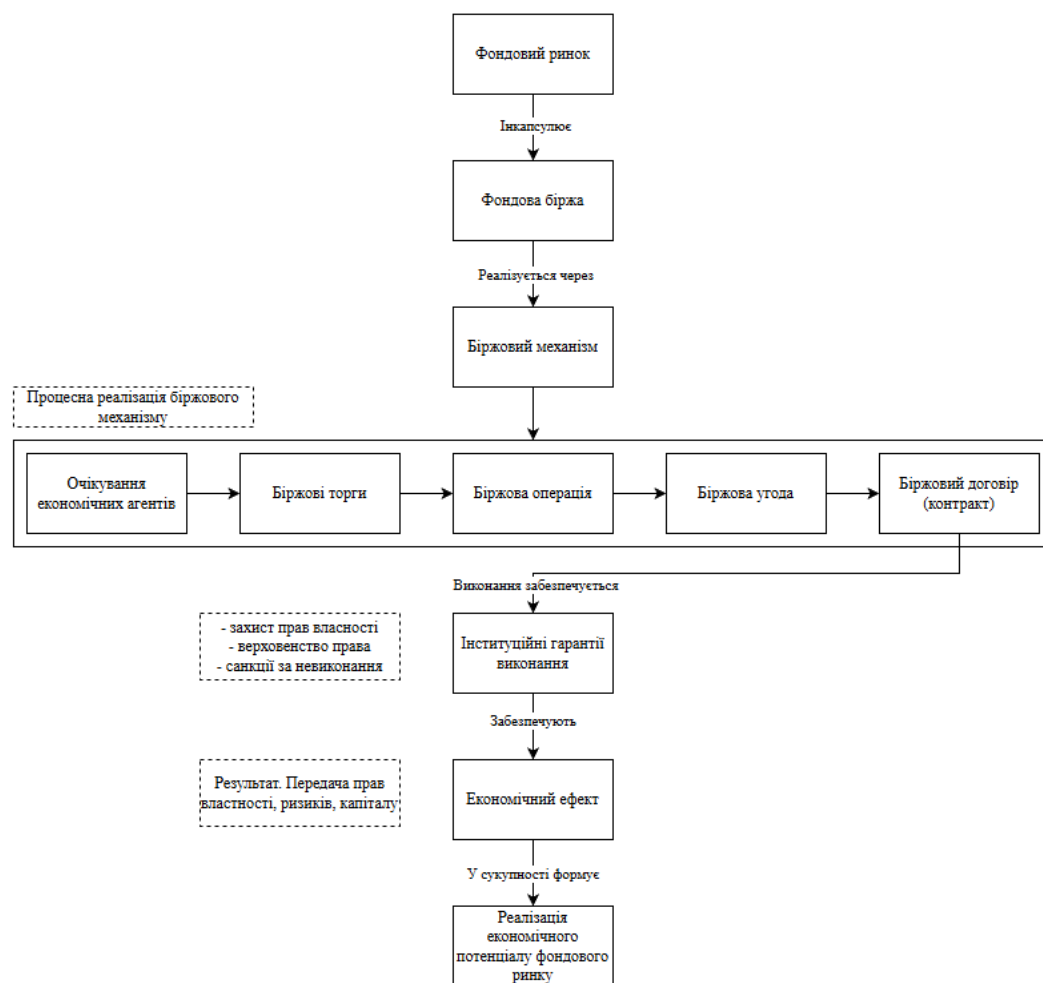 Фондовий ринок
Інкапсулює
Фондова біржа
Реалізується через
Біржовий механізм
Процесна реалізація біржового
механізму
Очікування
економічних агентів
Біржові торги
Біржова операція
Біржова угода
Біржовий договір
(контракт)
Виконання забезпечується
- захист прав власності
- верховенство права
- санкції за невиконання
Інституційні гарантії
виконання
Забезпечують
Результат. Передача прав
властності, ризиків, капіталу
Економічний ефект
У сукупності формує
Реалізація
економічного
потенціалу фондового
ринку